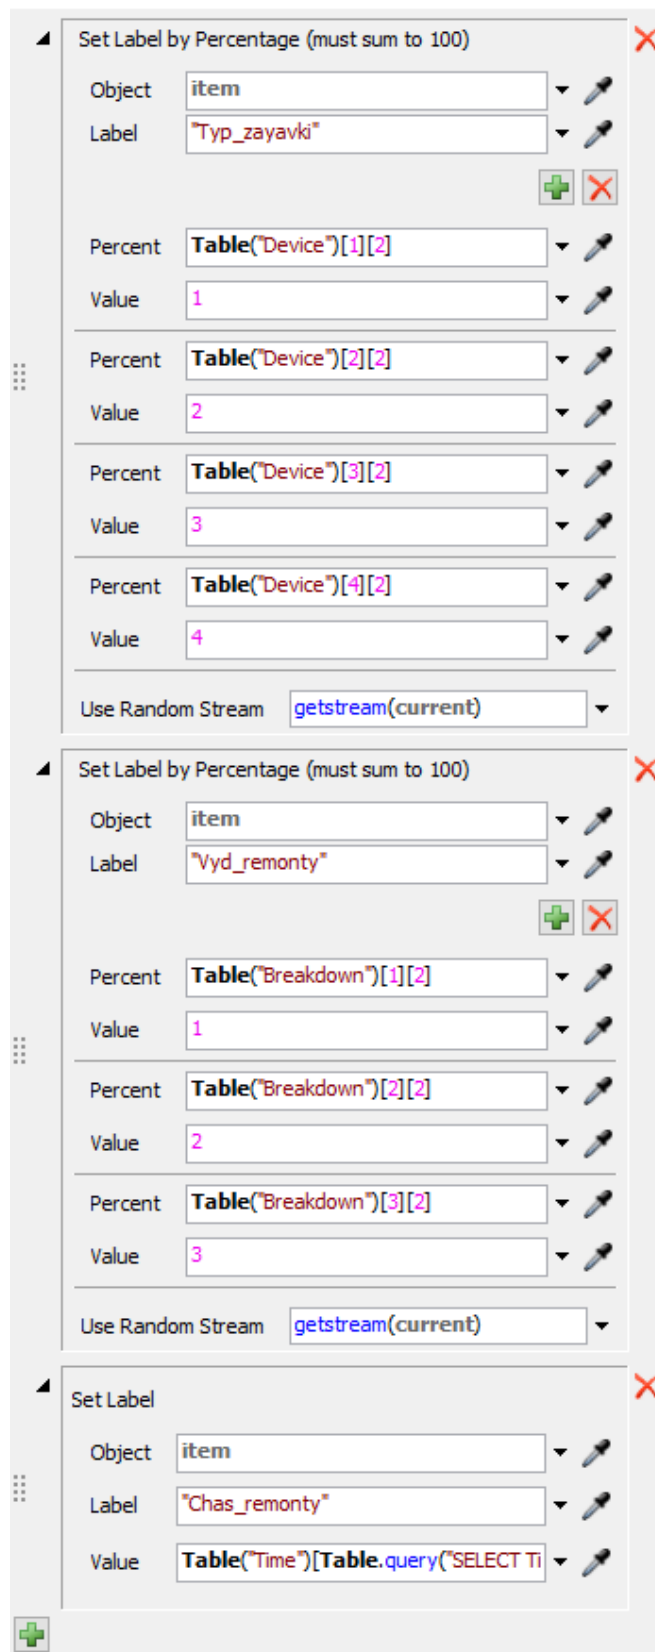 Set Label by Percentage (must sum to 100)
Object item
Label "Typ_zayavki"
Percent Table("Device")[1][2]
Value 1
Percent Table("Device")[2][2]
Value 2
Percent Table("Device")[3][2]
Value 3
Percent Table("Device")[4][2]
Value 4
Use Random Stream getstream(current)
Set Label by Percentage (must sum to 100)
Object item
Label "Vyd_remonty"
Percent Table("Breakdown")[1][2]
Value 1
Percent Table("Breakdown")[2][2]
Value 2
Percent Table("Breakdown")[3][2]
Value 3
Use Random Stream getstream(current)
Set Label
Object item
Label "Chas_remonty"
Value Table("Time")[Table.query("SELECT Ti